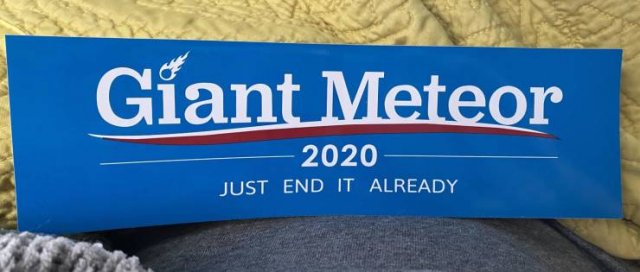 Giant Meteor
2020
JUST END IT ALREADY